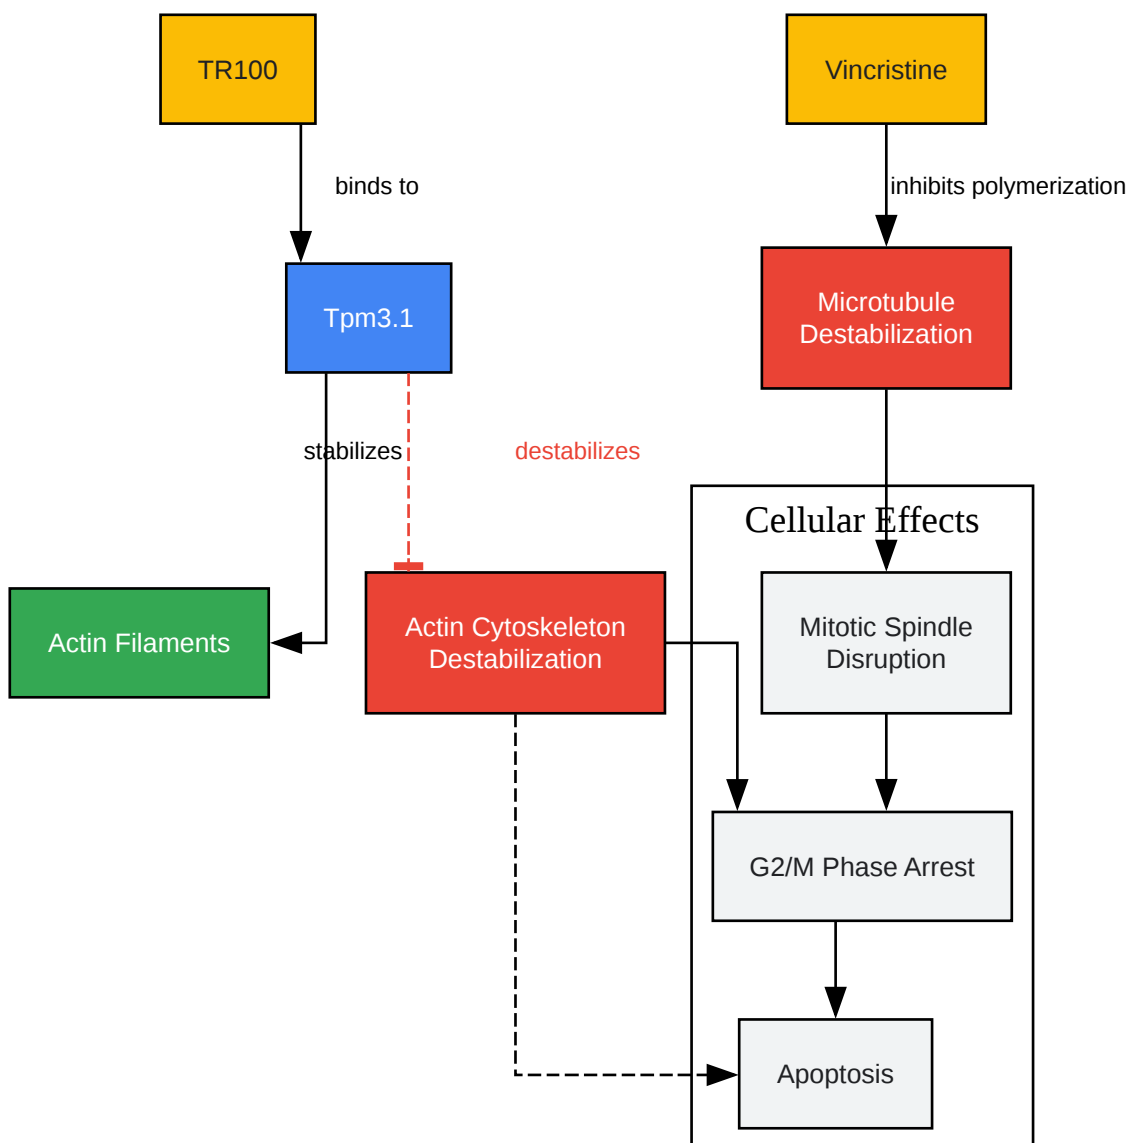 TR100
Vincristine
binds to
inhibits polymerization
Tpm3.1
Microtubule
Destabilization
stabilizes
destabilizes
Cellular Effects
Actin Filaments
Actin Cytoskeleton
Destabilization
Mitotic Spindle
Disruption
G2/M Phase Arrest
Apoptosis